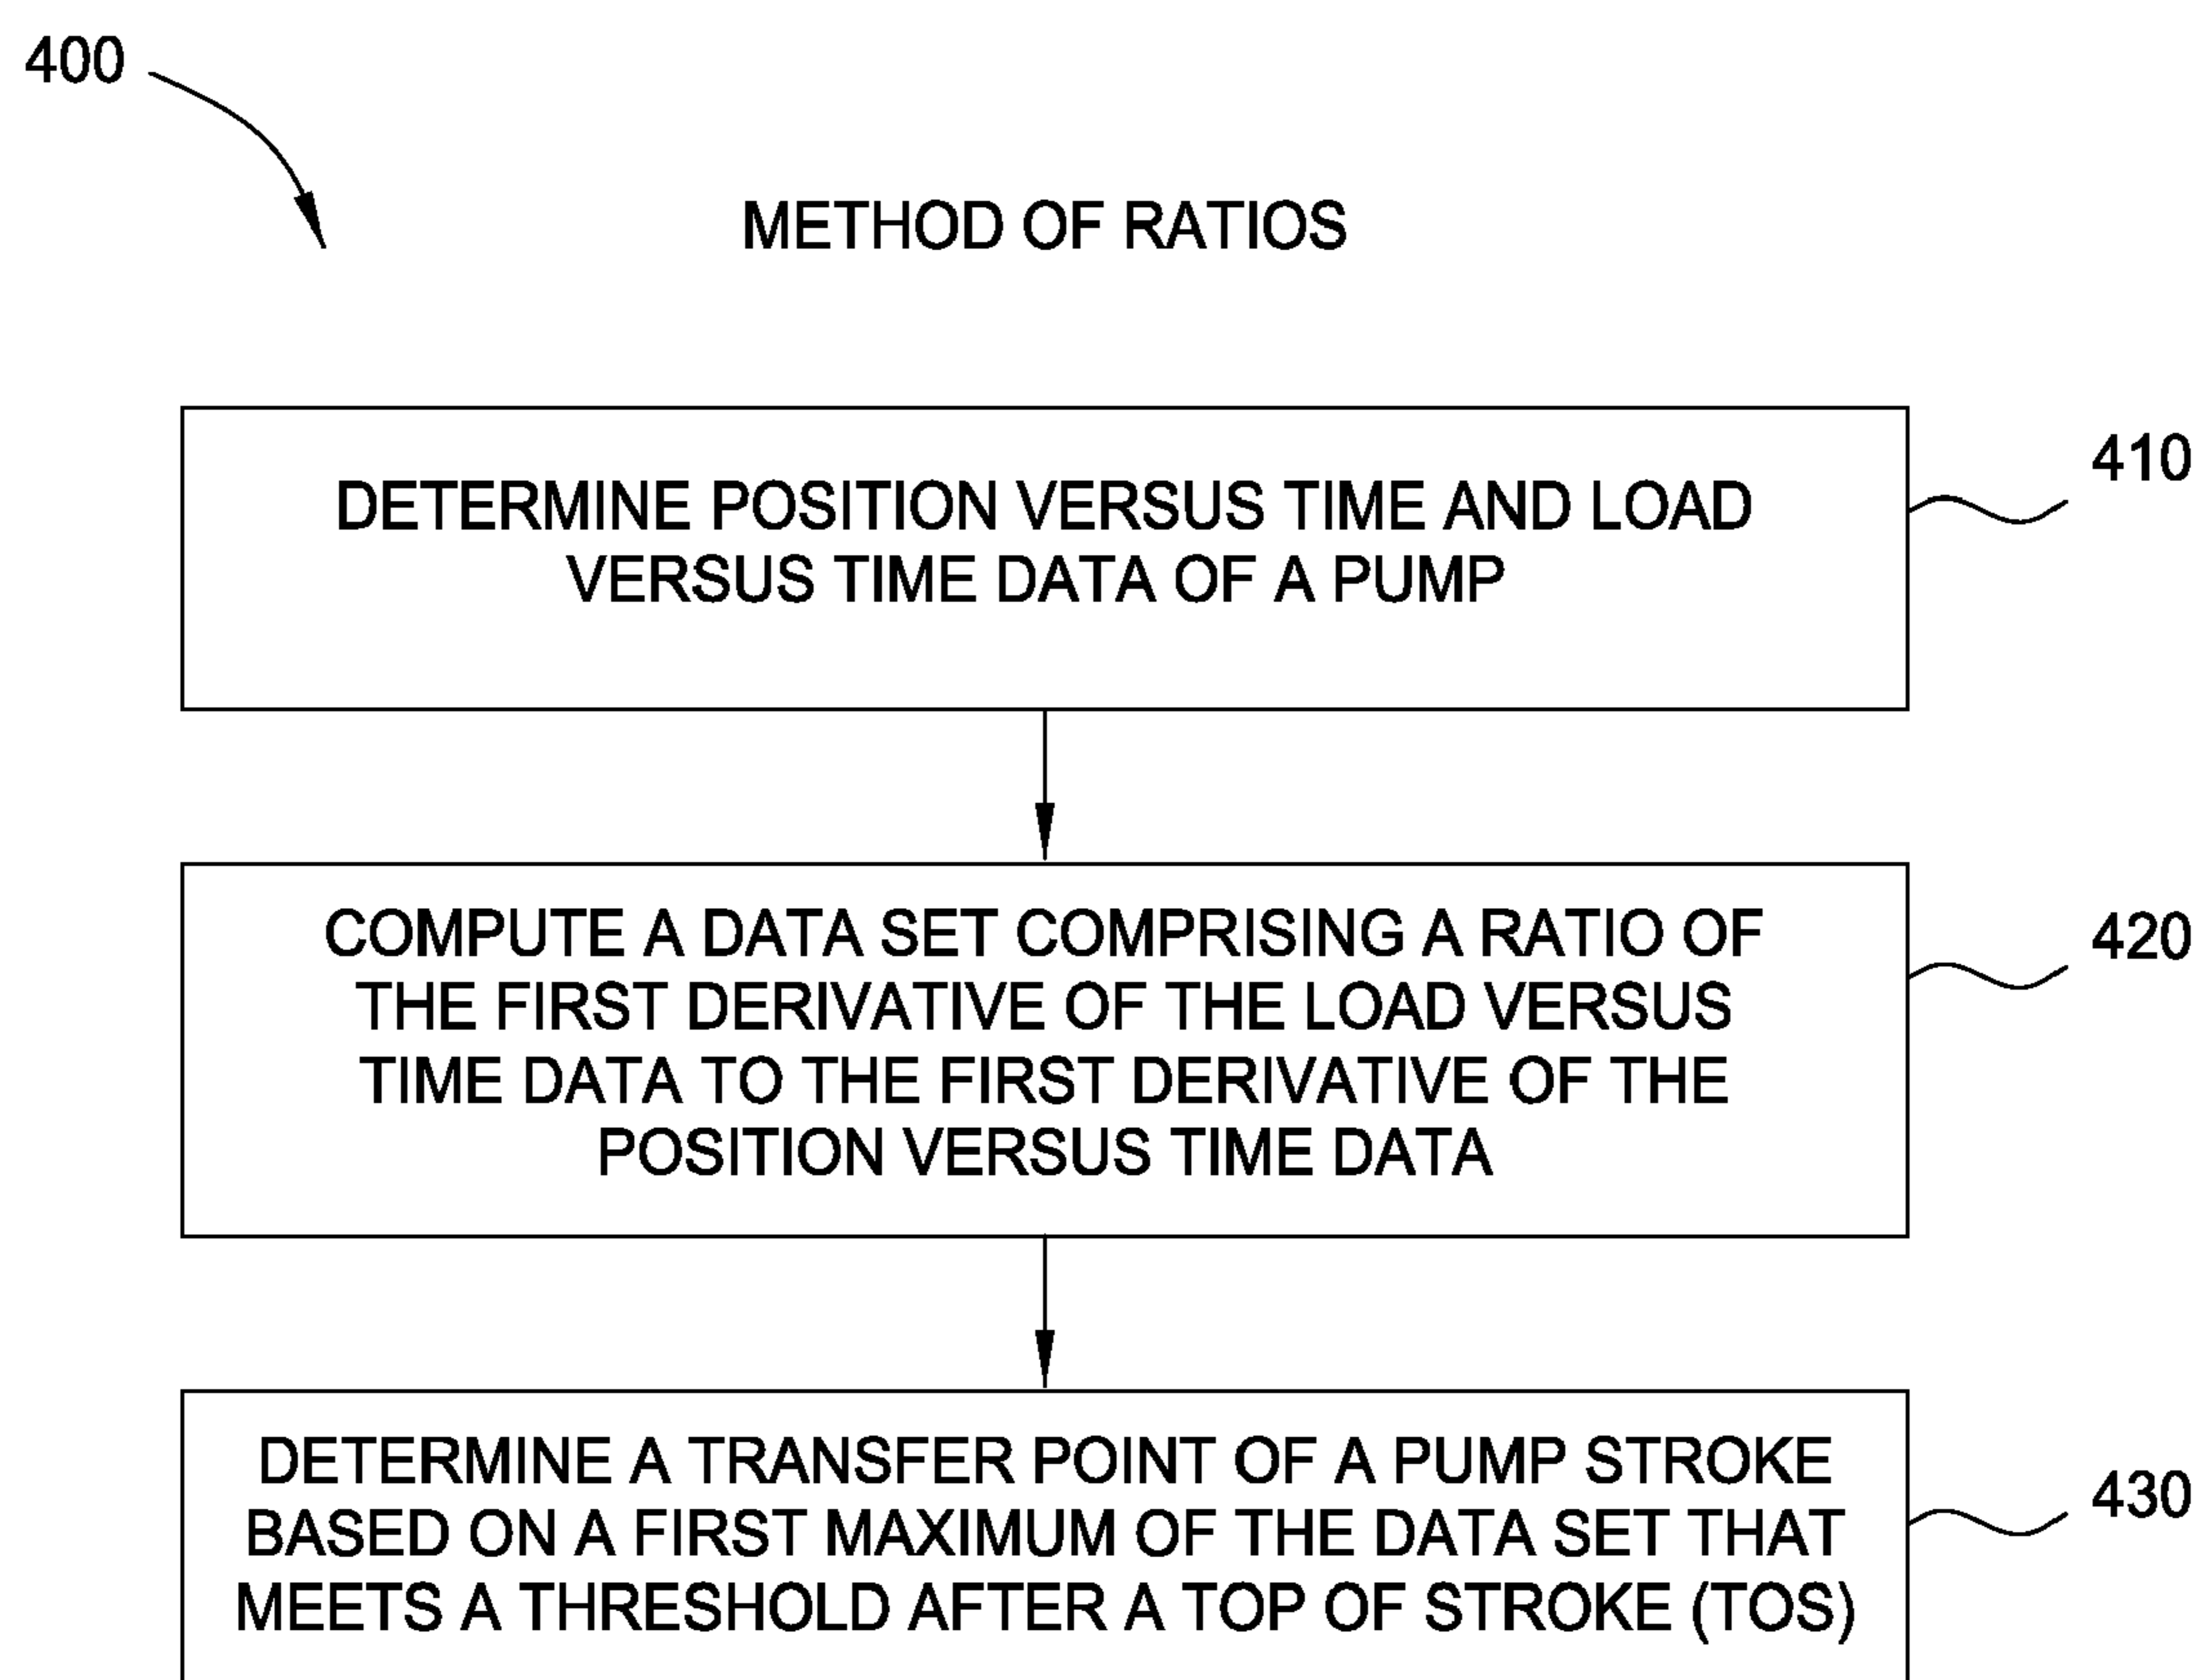 400
METHOD OF RATIOS
DETERMINE POSITION VERSUS TIME AND LOAD
VERSUS TIME DATA OF A PUMP
410
COMPUTE A DATA SET COMPRISING A RATIO OF
THE FIRST DERIVATIVE OF THE LOAD VERSUS
TIME DATA TO THE FIRST DERIVATIVE OF THE
POSITION VERSUS TIME DATA
420
DETERMINE A TRANSFER POINT OF A PUMP STROKE
BASED ON A FIRST MAXIMUM OF THE DATA SET THAT
MEETS A THRESHOLD AFTER A TOP OF STROKE (TOS)
430